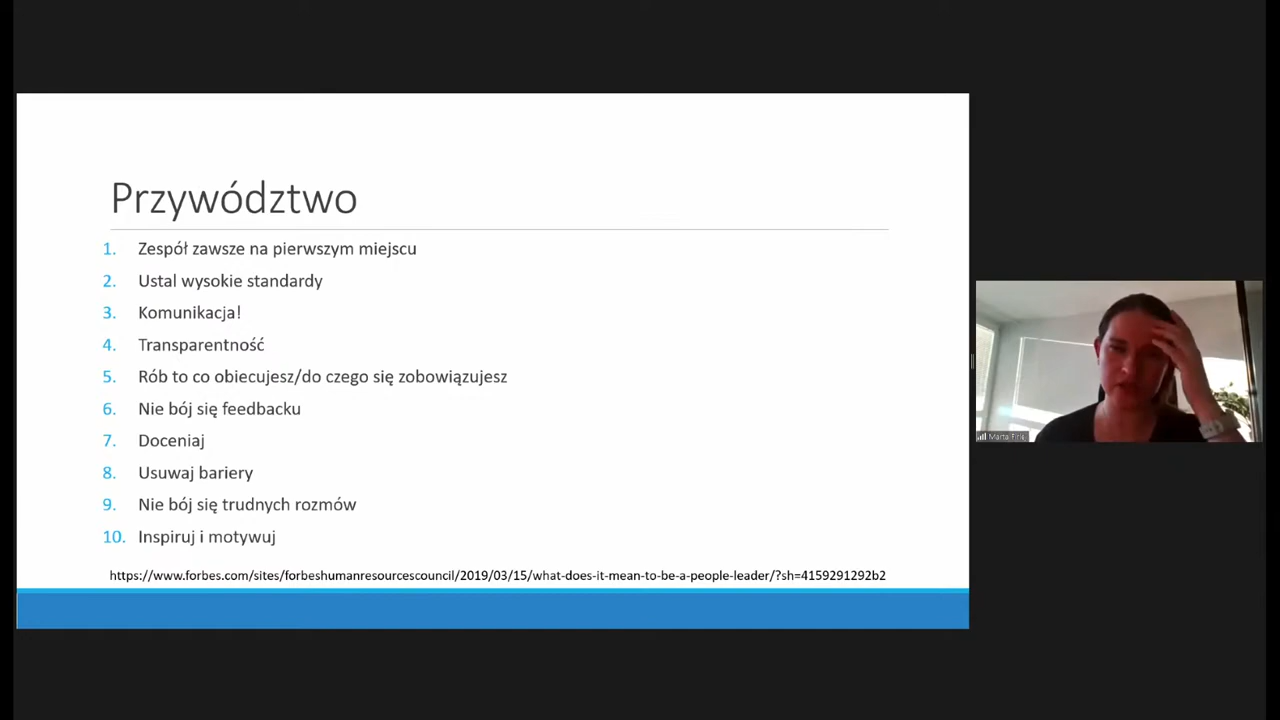 Przywództwo
1. Zespół zawsze na pierwszym miejscu
2. Ustal wysokie standardy
3. Komunikacja!
4. Transparentność
5. Rób to co obiecujesz/do czego się zobowiązujesz
6. Nie bój się feedbacku
7. Doceniaj
8. Usuwaj bariery
9. Nie bój się trudnych rozmów
10. Inspiruj i motywuj
https://www.forbes.com/sites/forbeshumanresourcescouncil/2019/03/15/what-does-it-mean-to-be-a-people-leader/?sh=4159291292b2
Marta